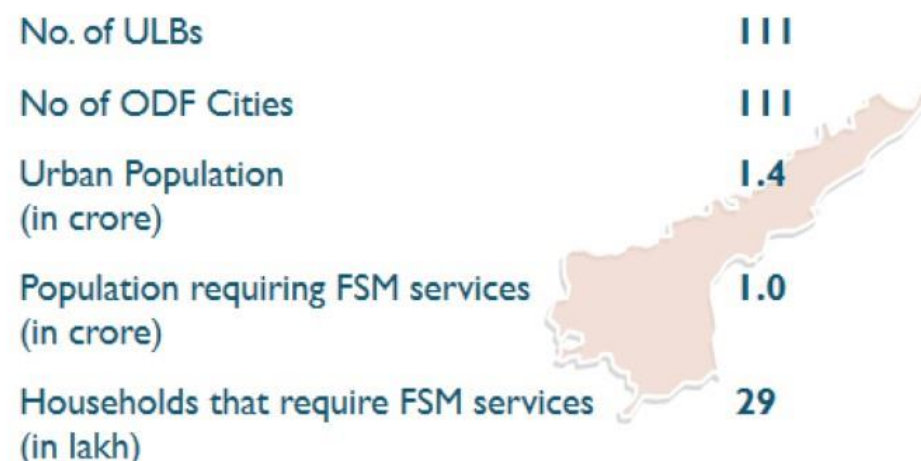 No. of ULBs 111
No of ODF Cities 111
Urban Population 1.4
(in crore)
Population requiring FSM services 1.0
(in crore)
Households that require FSM services 29
(in lakh)